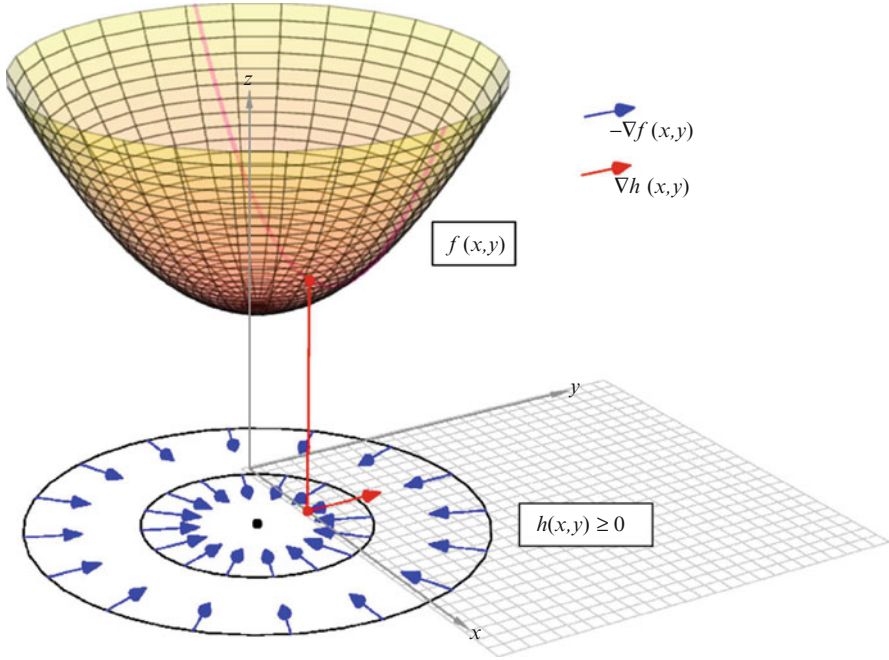 z
−∇f (x,y)
∇h (x,y)
f (x,y)
y
h(x,y) ≥ 0
x